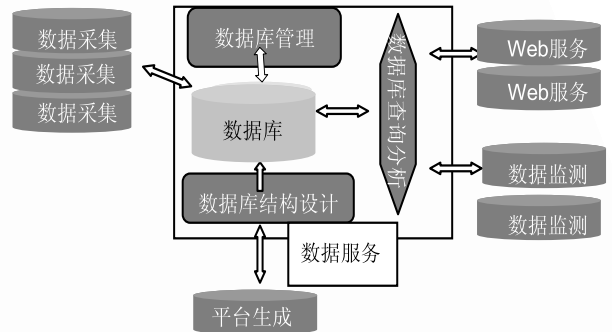 数据采集
数据采集
数据采集
数据库管理
数据库
数据库结构设计
数据库查询分析
数据服务
平台生成
Web服务
Web服务
数据监测
数据监测